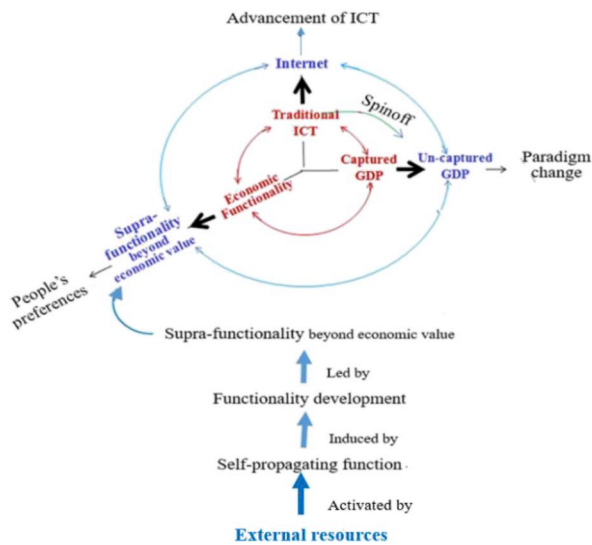 Advancement of ICT
Internet
Traditional
ICT
Spinoff
Captured
GDP
Un-captured
GDP
Paradigm
change
Economic
Functionality
Supra-
functionality
beyond
economic value
People's
preferences
Supra-functionality beyond economic value
Led by
Functionality development
Induced by
Self-propagating function
Activated by
External resources